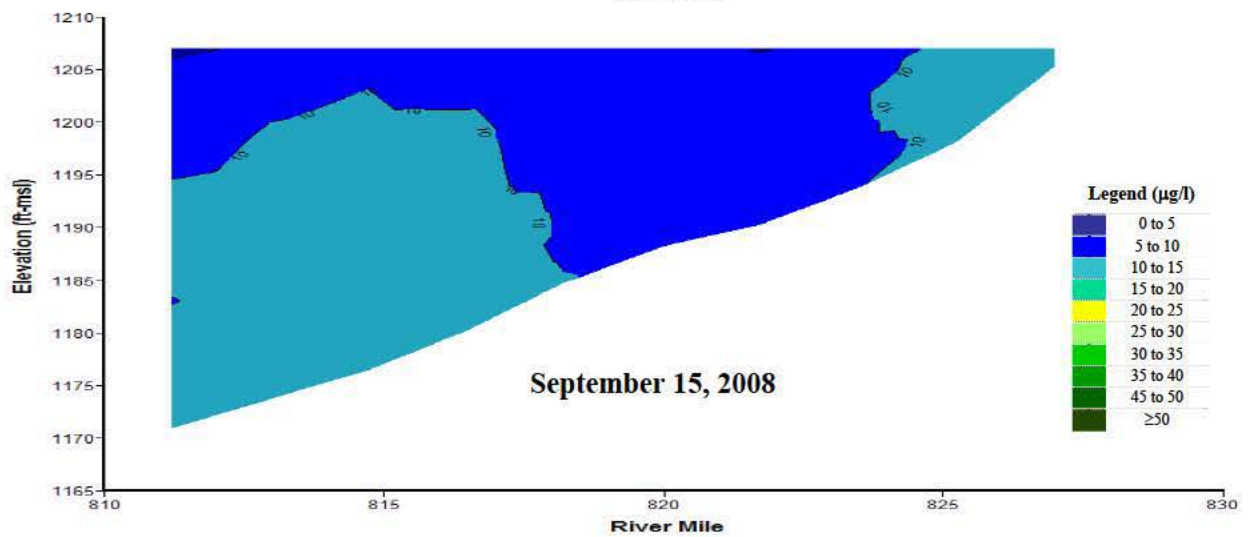 1210
1205
1200
1195
1190
1185
1180
1175
1170
1165
Elevation (ft-msl)
10
10
10
10
10
10
10
10
10
September 15, 2008
Legend (µg/l)
0 to 5
5 to 10
10 to 15
15 to 20
20 to 25
25 to 30
30 to 35
35 to 40
45 to 50
≥50
810
815
820
825
830
River Mile